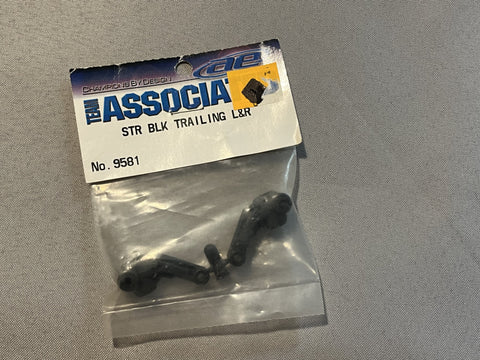 CHAMPIONS BY DESIGN
ae
TEAM
ASSOCIAT
STR BLK TRAILING L&R
No. 9581